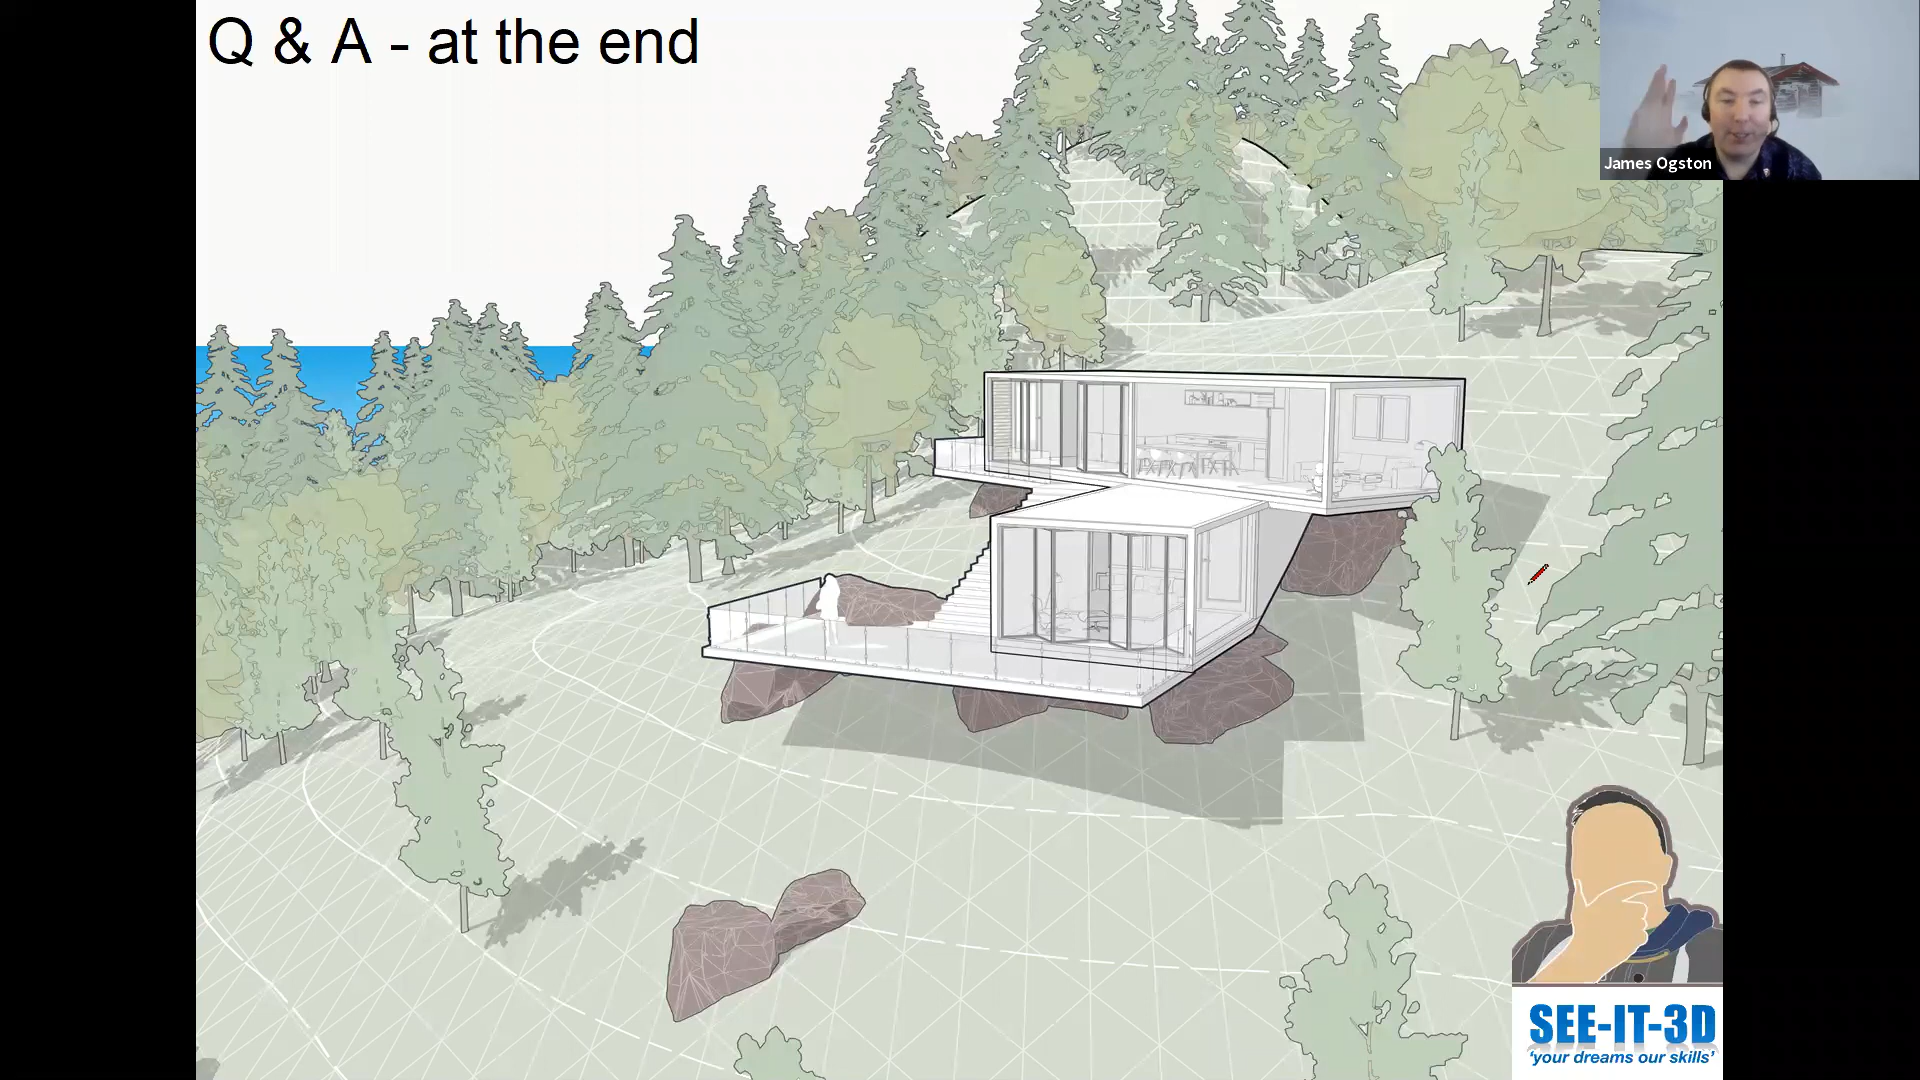 Q & A - at the end
James Ogston
SEE-IT-3D
'your dreams our skills'